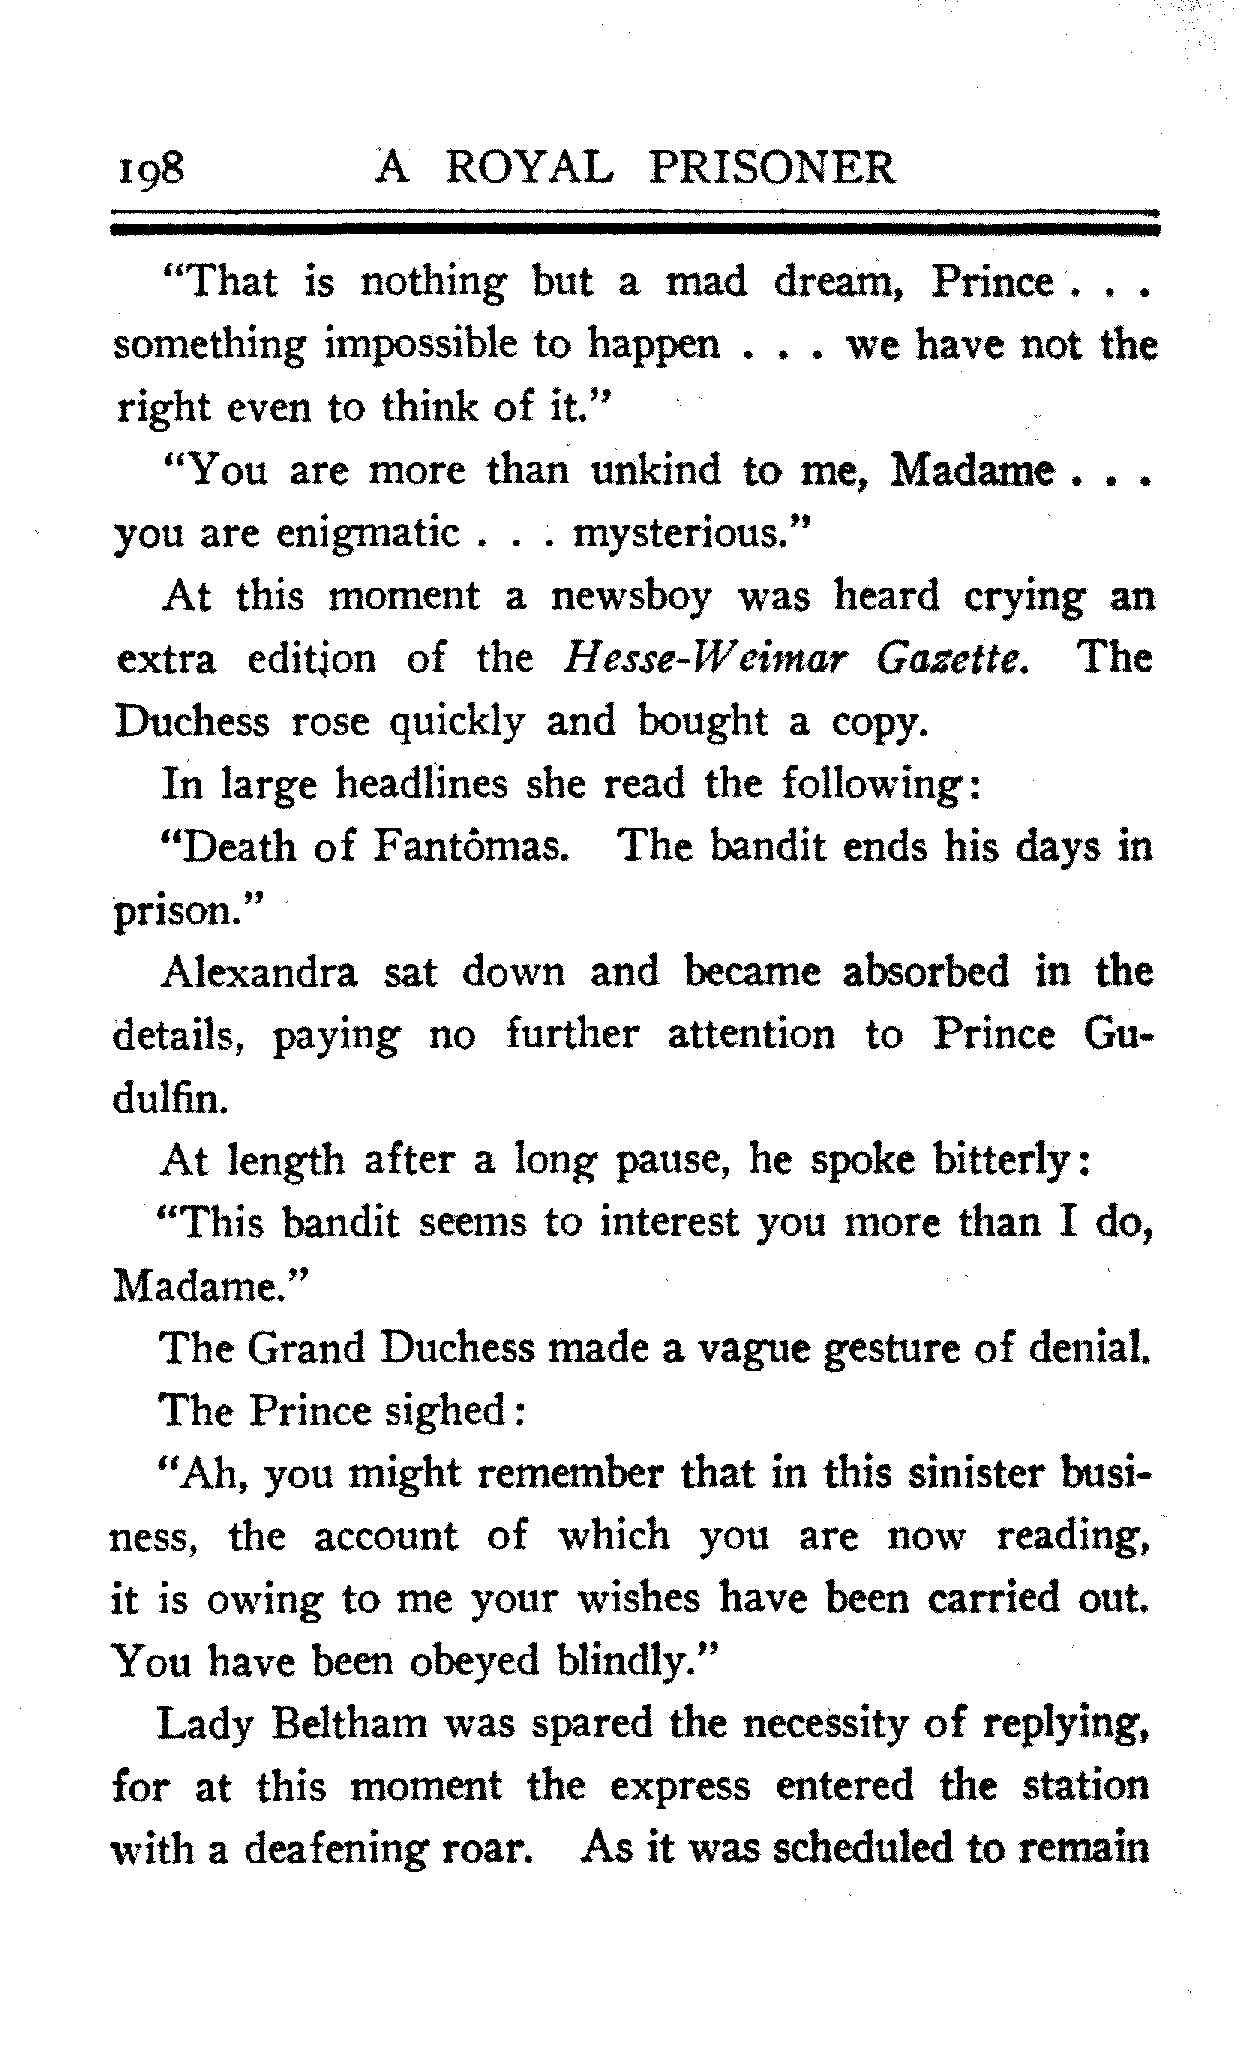 198 A ROYAL PRISONER
“That is nothing but a mad dream, Prince . . .
something impossible to happen . . . we have not the
right even to think of it.”
“You are more than unkind to me, Madame . . .
you are enigmatic . . . mysterious.”
At this moment a newsboy was heard crying an
extra edition of the Hesse-Weimar Gazette. The
Duchess rose quickly and bought a copy.
In large headlines she read the following:
“Death of Fantômas. The bandit ends his days in
prison.”
Alexandra sat down and became absorbed in the
details, paying no further attention to Prince Gu-
dulfin.
At length after a long pause, he spoke bitterly:
“This bandit seems to interest you more than I do,
Madame.”
The Grand Duchess made a vague gesture of denial.
The Prince sighed:
“Ah, you might remember that in this sinister busi-
ness, the account of which you are now reading,
it is owing to me your wishes have been carried out.
You have been obeyed blindly.”
Lady Beltham was spared the necessity of replying,
for at this moment the express entered the station
with a deafening roar. As it was scheduled to remain